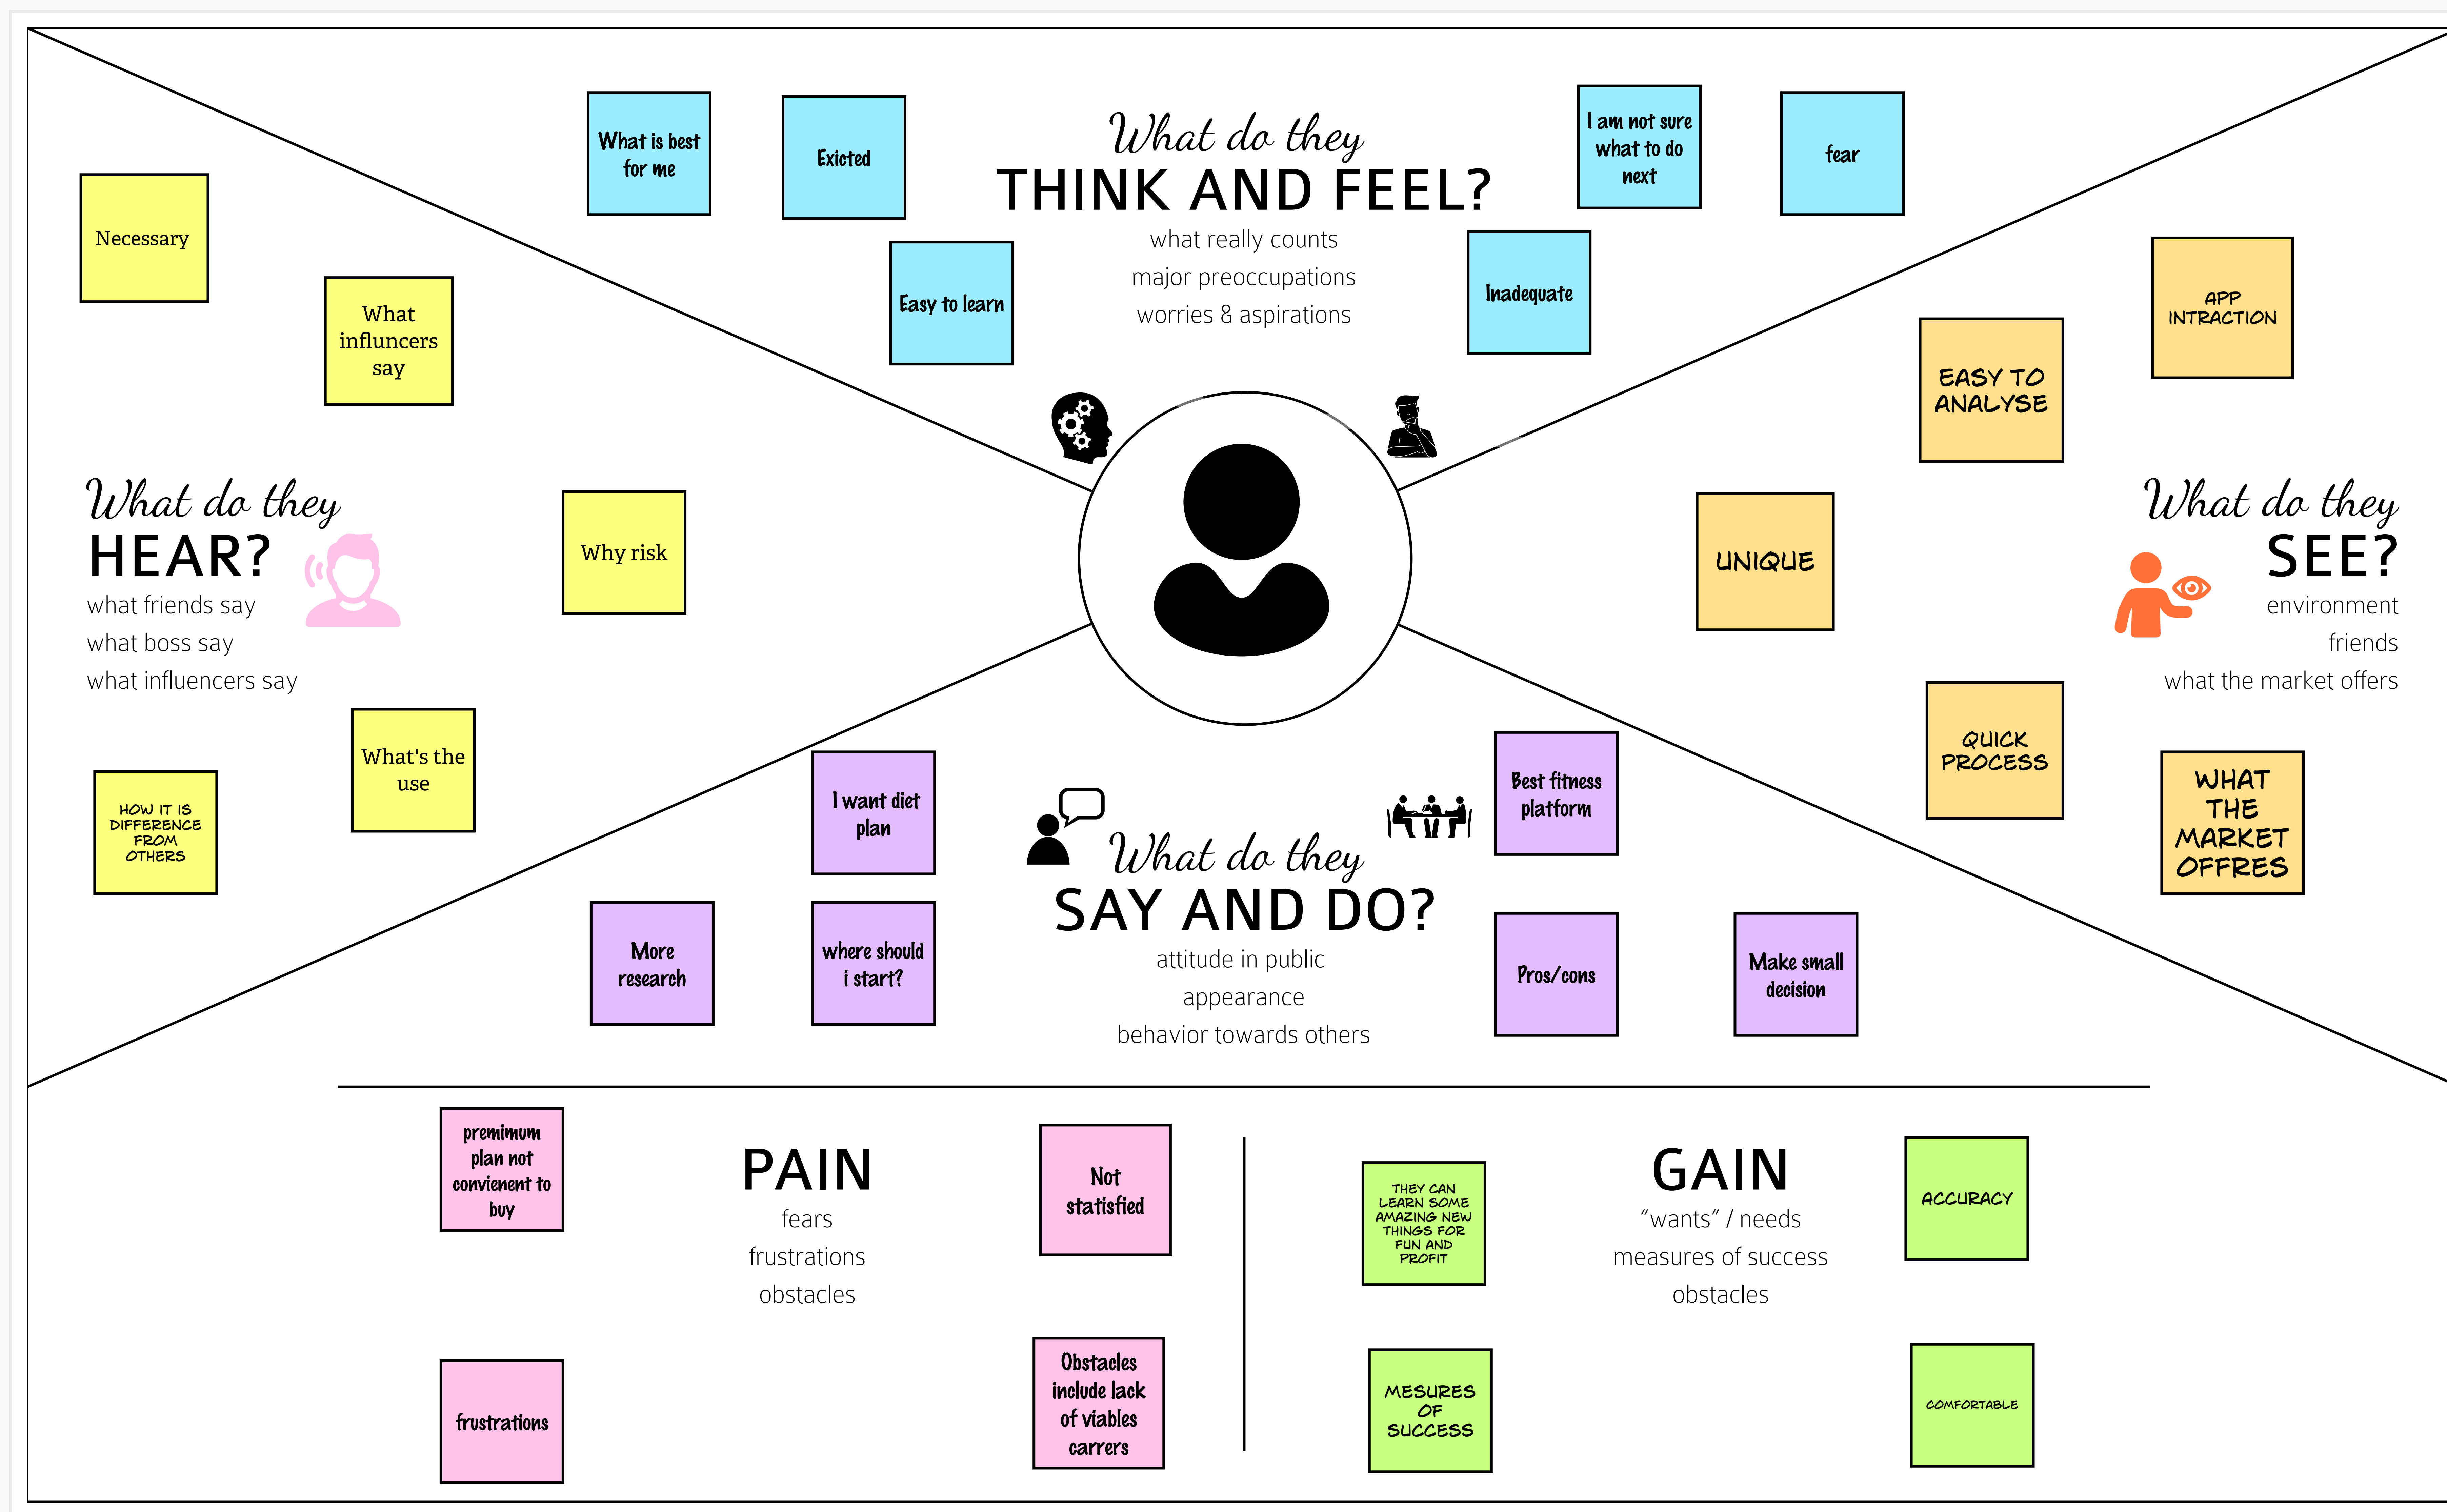 What is best
for me
Exicted
Easy to learn
What do they
THINK AND FEEL?
what really counts
major preoccupations
worries & aspirations
I am not sure
what to do
next
fear
Inadequate
Necessary
What
influncers
say
Why risk
What do they
HEAR?
what friends say
what boss say
what influencers say
What's the
use
HOW IT IS
DIFFERENCE
FROM
OTHERS
APP
INTRACTION
EASY TO
ANALYSE
UNIQUE
What do they
SEE?
environment
friends
what the market offers
QUICK
PROCESS
WHAT
THE
MARKET
OFFRES
I want diet
plan
More
research
where should
i start?
What do they
SAY AND DO?
attitude in public
appearance
behavior towards others
Best fitness
platform
Pros/cons
Make small
decision
premimum
plan not
convienent to
buy
PAIN
fears
frustrations
obstacles
Not
statisfied
frustrations
Obstacles
include lack
of viables
carrers
THEY CAN
LEARN SOME
AMAZING NEW
THINGS FOR
FUN AND
PROFIT
GAIN
“wants” / needs
measures of success
obstacles
ACCURACY
MESURES
OF
SUCCESS
COMFORTABLE